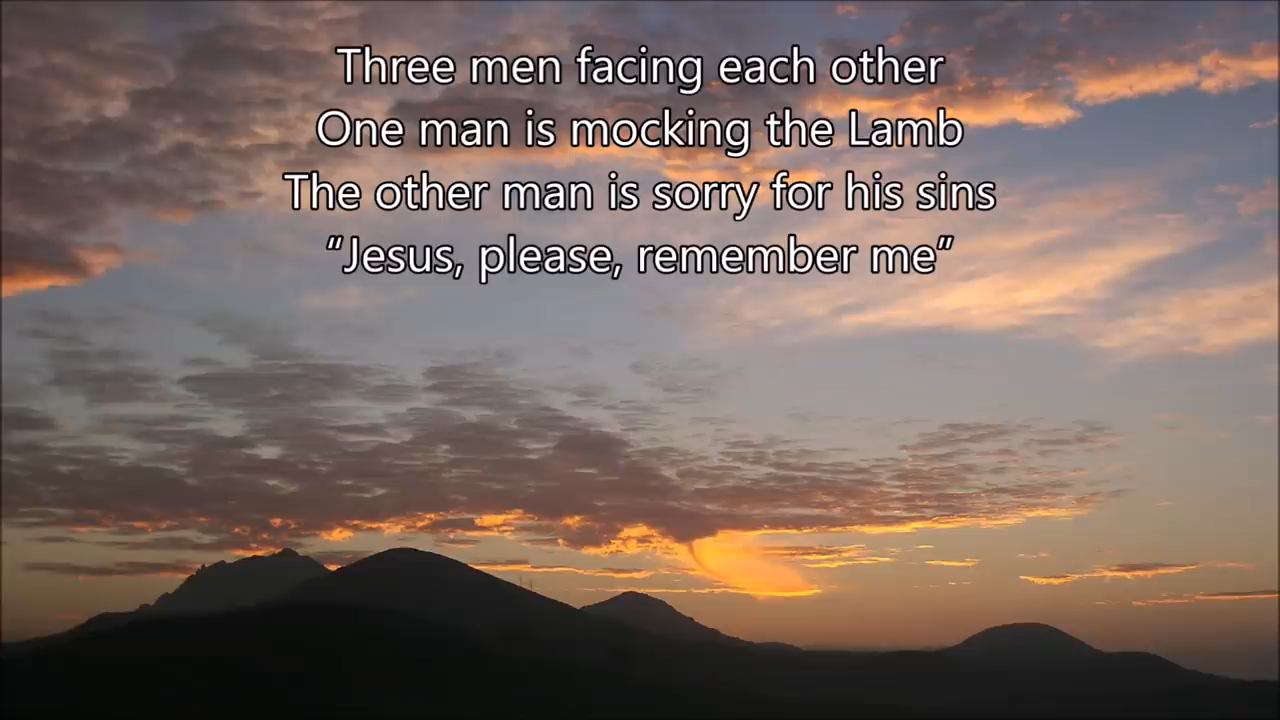 Three men facing each other
One man is mocking the Lamb
The other man is sorry for his sins
“Jesus, please, remember me”